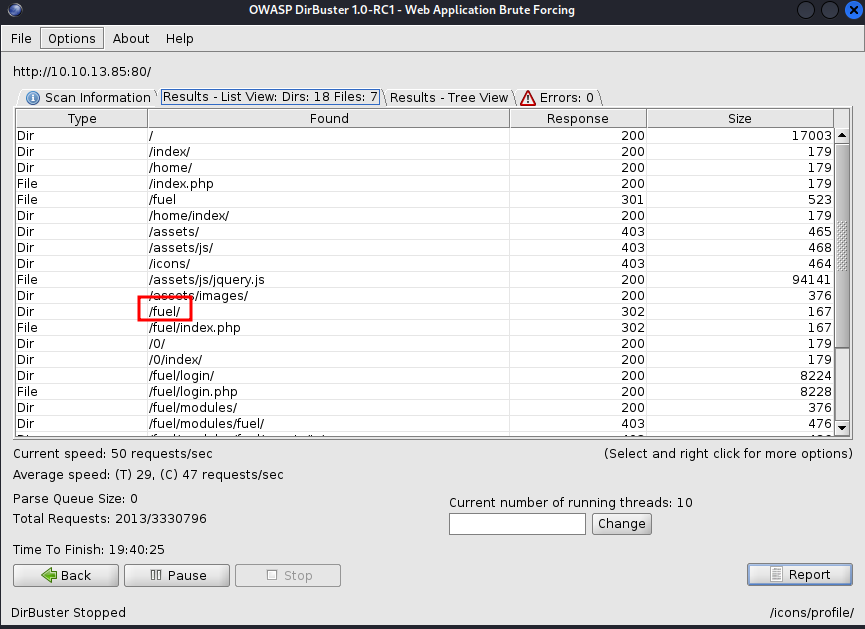 OWASP DirBuster 1.0-RC1 - Web Application Brute Forcing
File Options About Help
http://10.10.13.85:80/
Scan Information Results - List View: Dirs: 18 Files: 7 Results - Tree View Errors: 0
Type Found Response Size
Dir / 200 17003
Dir /index/ 200 179
Dir /home/ 200 179
File /index.php 200 179
File /fuel 301 523
Dir /home/index/ 200 179
Dir /assets/ 403 465
Dir /assets/js/ 403 468
Dir /icons/ 403 464
File /assets/js/jquery.js 200 94141
Dir /assets/images/ 200 376
Dir /fuel/ 302 167
File /fuel/index.php 302 167
Dir /0/ 200 179
Dir /0/index/ 200 179
Dir /fuel/login/ 200 8224
File /fuel/login.php 200 8228
Dir /fuel/modules/ 200 376
Dir /fuel/modules/fuel/ 403 476
Current speed: 50 requests/sec (Select and right click for more options)
Average speed: (T) 29, (C) 47 requests/sec
Parse Queue Size: 0
Current number of running threads: 10
Total Requests: 2013/3330796
Change
Time To Finish: 19:40:25
Back Pause Stop Report
DirBuster Stopped /icons/profile/